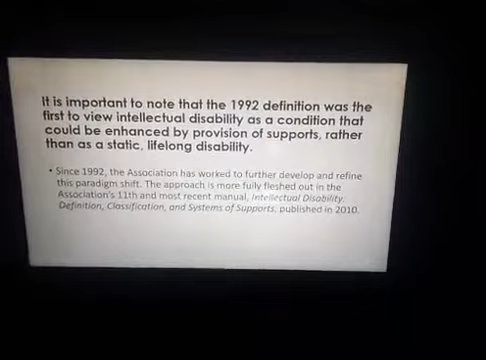 It is important to note that the 1992 definition was the
first to view intellectual disability as a condition that
could be enhanced by provision of supports, rather
than as a static, lifelong disability.
• Since 1992, the Association has worked to further develop and refine
this paradigm shift. The approach is more fully fleshed out in the
Association's 11th and most recent manual, Intellectual Disability:
Definition, Classification, and Systems of Supports, published in 2010.